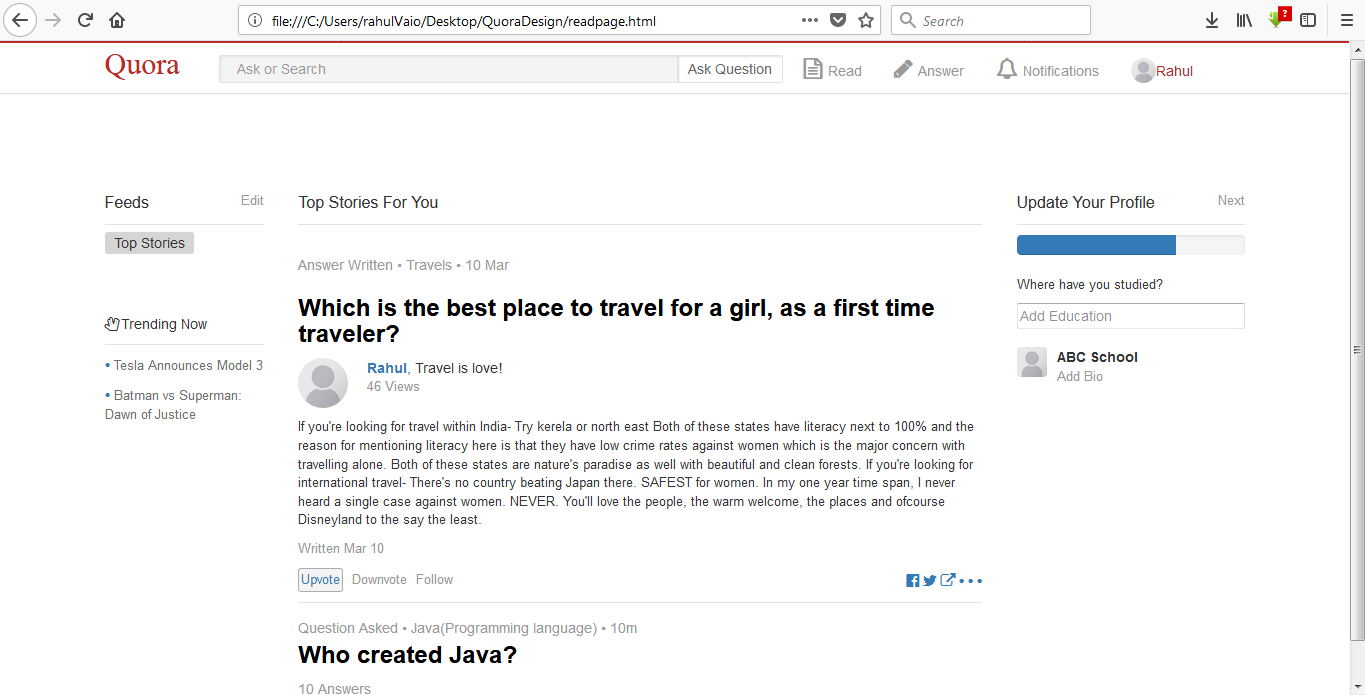 file:///C:/Users/rahulVaio/Desktop/QuoraDesign/readpage.html
Search
?
Quora
Ask or Search
Ask Question
Read
Answer
Notifications
Rahul
Feeds
Edit
Top Stories
Trending Now
• Tesla Announces Model 3
• Batman vs Superman:
Dawn of Justice
Top Stories For You
Answer Written • Travels • 10 Mar
Which is the best place to travel for a girl, as a first time
traveler?
Rahul, Travel is love!
46 Views
If you're looking for travel within India- Try kerela or north east Both of these states have literacy next to 100% and the
reason for mentioning literacy here is that they have low crime rates against women which is the major concern with
travelling alone. Both of these states are nature's paradise as well with beautiful and clean forests. If you're looking for
international travel- There's no country beating Japan there. SAFEST for women. In my one year time span, I never
heard a single case against women. NEVER. You'll love the people, the warm welcome, the places and ofcourse
Disneyland to the say the least.
Written Mar 10
Upvote Downvote Follow
Question Asked • Java(Programming language) • 10m
Who created Java?
10 Answers
Update Your Profile
Next
Where have you studied?
Add Education
ABC School
Add Bio